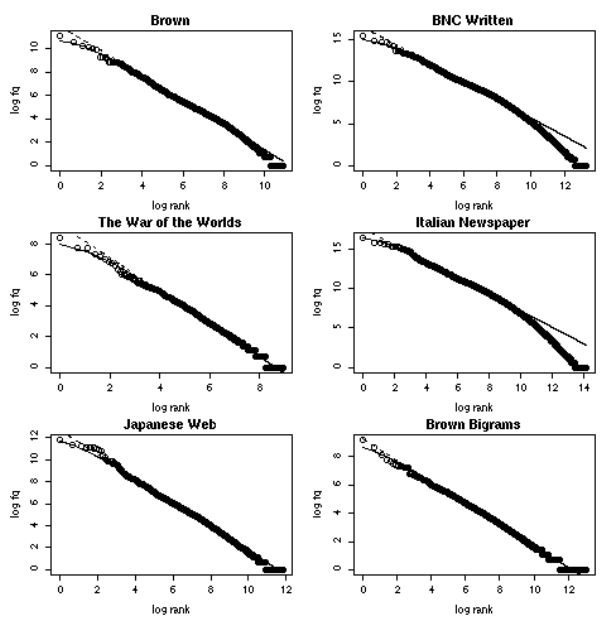 Brown
BNC Written
log fq
0 2 4 6 8 10
0 2 4 6 8 10
log rank
log fq
0 5 10 15
0 2 4 6 8 10 12
log rank
The War of the Worlds
Italian Newspaper
log fq
0 2 4 6 8
0 2 4 6 8
log rank
log fq
0 5 10 15
0 2 4 6 8 10 12 14
log rank
Japanese Web
Brown Bigrams
log fq
0 2 4 6 8 10 12
0 2 4 6 8 10 12
log rank
log fq
0 2 4 6 8
0 2 4 6 8 10 12
log rank